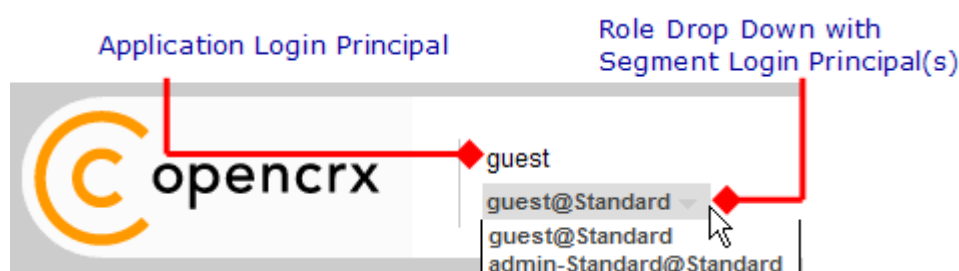 Application Login Principal
Role Drop Down with
Segment Login Principal(s)
opencrx
guest
guest@Standard
guest@Standard
admin-Standard@Standard